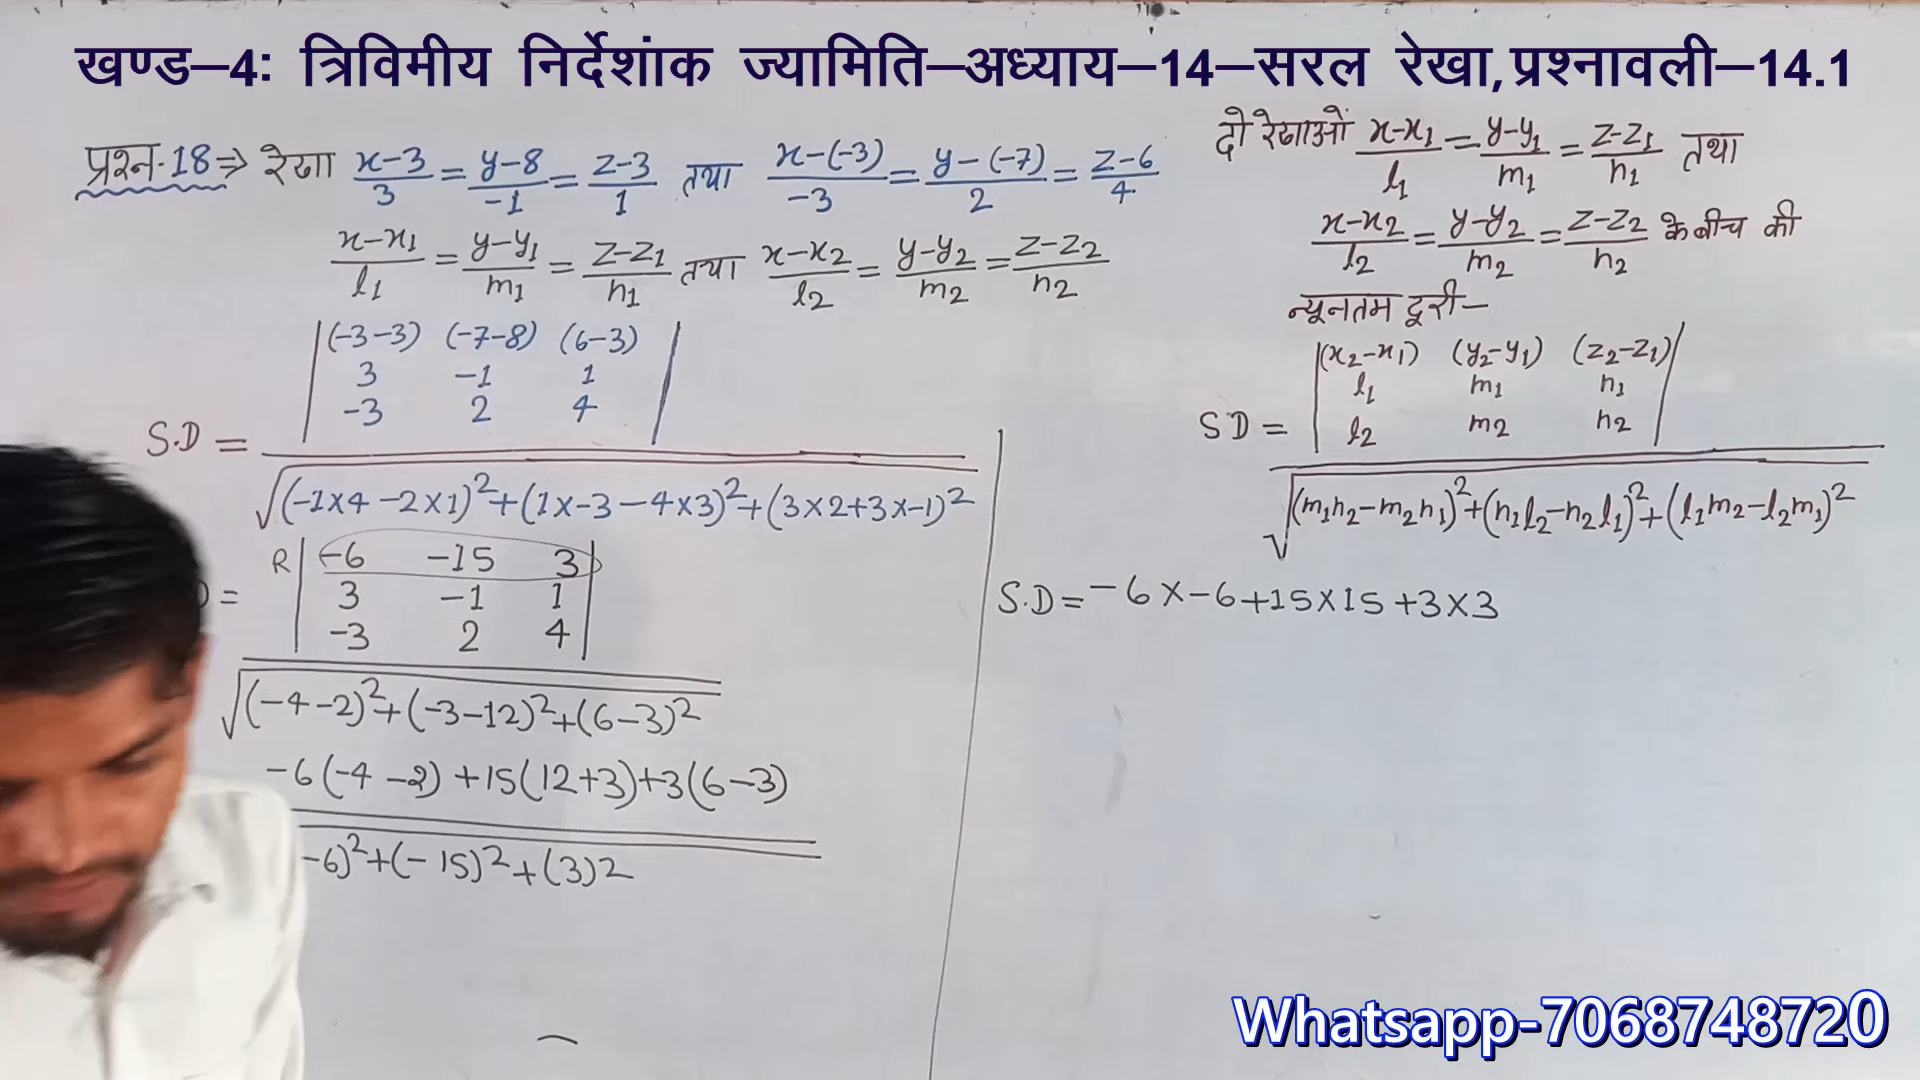 खण्ड–4: त्रिविमीय निर्देशांक ज्यामिति–अध्याय–14–सरल रेखा, प्रश्नावली–14.1
प्रश्न.18⇒ रेखा (x-3)/3 = (y-8)/-1 = (z-3)/1 तथा (x-(-3))/-3 = (y-(-7))/2 = (z-6)/4
(x-x₁)/l₁ = (y-y₁)/m₁ = (z-z₁)/n₁ तथा (x-x₂)/l₂ = (y-y₂)/m₂ = (z-z₂)/n₂
|(-3-3) (-7-8) (6-3)|
|3 -1 1|
|-3 2 4|
S.D =
√(-1×4-2×1)²+(1×-3-4×3)²+(3×2+3×-1)²
R |-6 -15 3|
D = |3 -1 1|
|-3 2 4|
√(-4-2)²+(-3-12)²+(6-3)²
-6(-4-2)+15(12+3)+3(6-3)
-6)²+(-15)²+(3)2
दो रेखाओं (x-x₁)/l₁ = (y-y₁)/m₁ = (z-z₁)/n₁ तथा
(x-x₂)/l₂ = (y-y₂)/m₂ = (z-z₂)/n₂ के बीच की
न्यूनतम दूरी–
|(x₂-x₁) (y₂-y₁) (z₂-z₁)|
|l₁ m₁ n₁|
SD = |l₂ m₂ n₂|
√(m₁n₂-m₂n₁)²+(n₁l₂-n₂l₁)²+(l₁m₂-l₂m₁)²
S.D = -6×-6+15×15+3×3
Whatsapp-7068748720